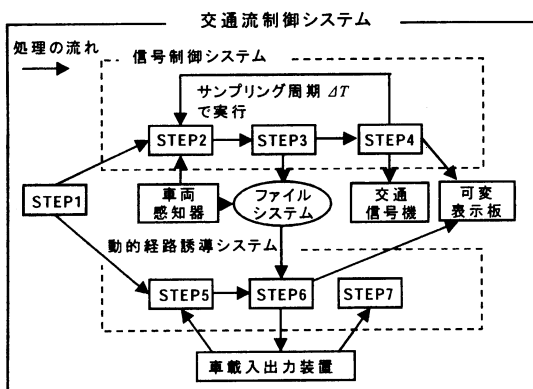 交通流制御システム
処理の流れ
信号制御システム
サンプリング周期 ΔT
で実行
STEP2
STEP3
STEP4
STEP1
車両
感知器
ファイル
システム
交通
信号機
可変
表示板
動的経路誘導システム
STEP5
STEP6
STEP7
車載入出力装置